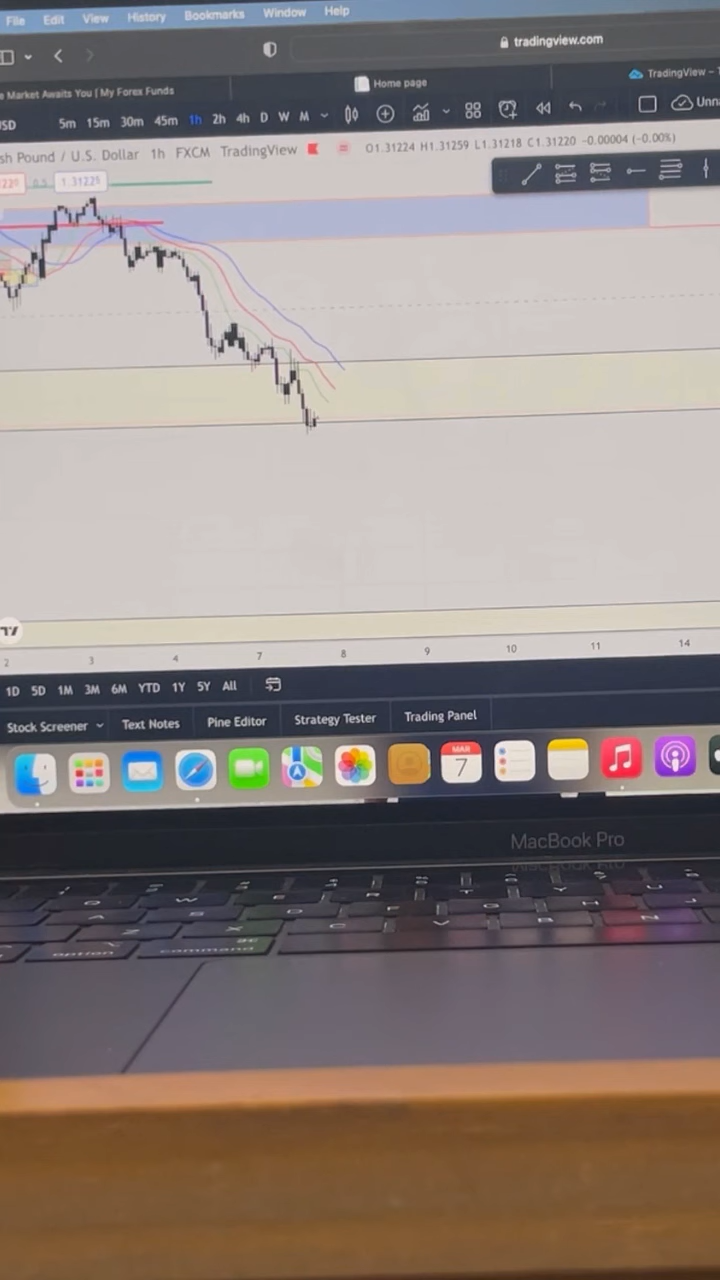 File Edit View History Bookmarks Window Help
tradingview.com
Market Awaits You | My Forex Funds
Home page
TradingView –
5m 15m 30m 45m 1h 2h 4h D W M
/ U.S. Dollar 1h FXCM TradingView
O1.31224 H1.31259 L1.31218 C1.31220 -0.00004 (-0.00%)
1.31225
2 3 4 7 8 9 10 11 14
1D 5D 1M 3M 6M YTD 1Y 5Y All
Stock Screener Text Notes Pine Editor Strategy Tester Trading Panel
MAR
7
MacBook Pro
option command